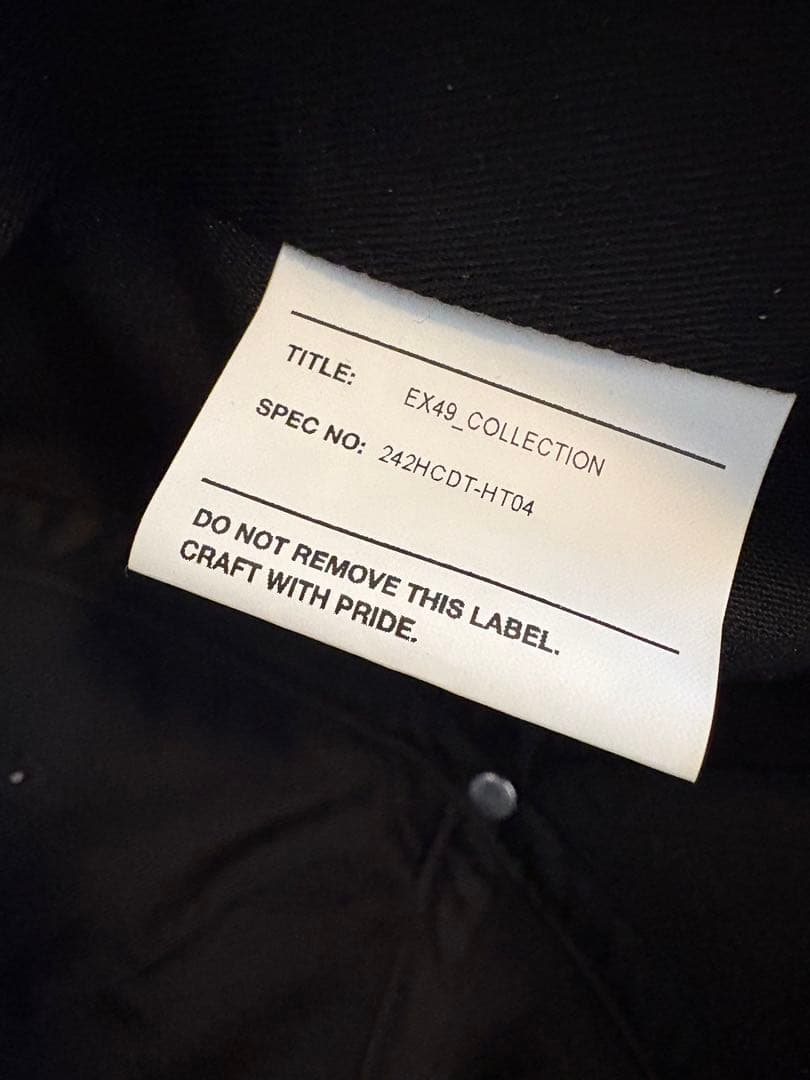 TITLE: EX49_COLLECTION
SPEC NO: 242HCDT-HT04
DO NOT REMOVE THIS LABEL.
CRAFT WITH PRIDE.